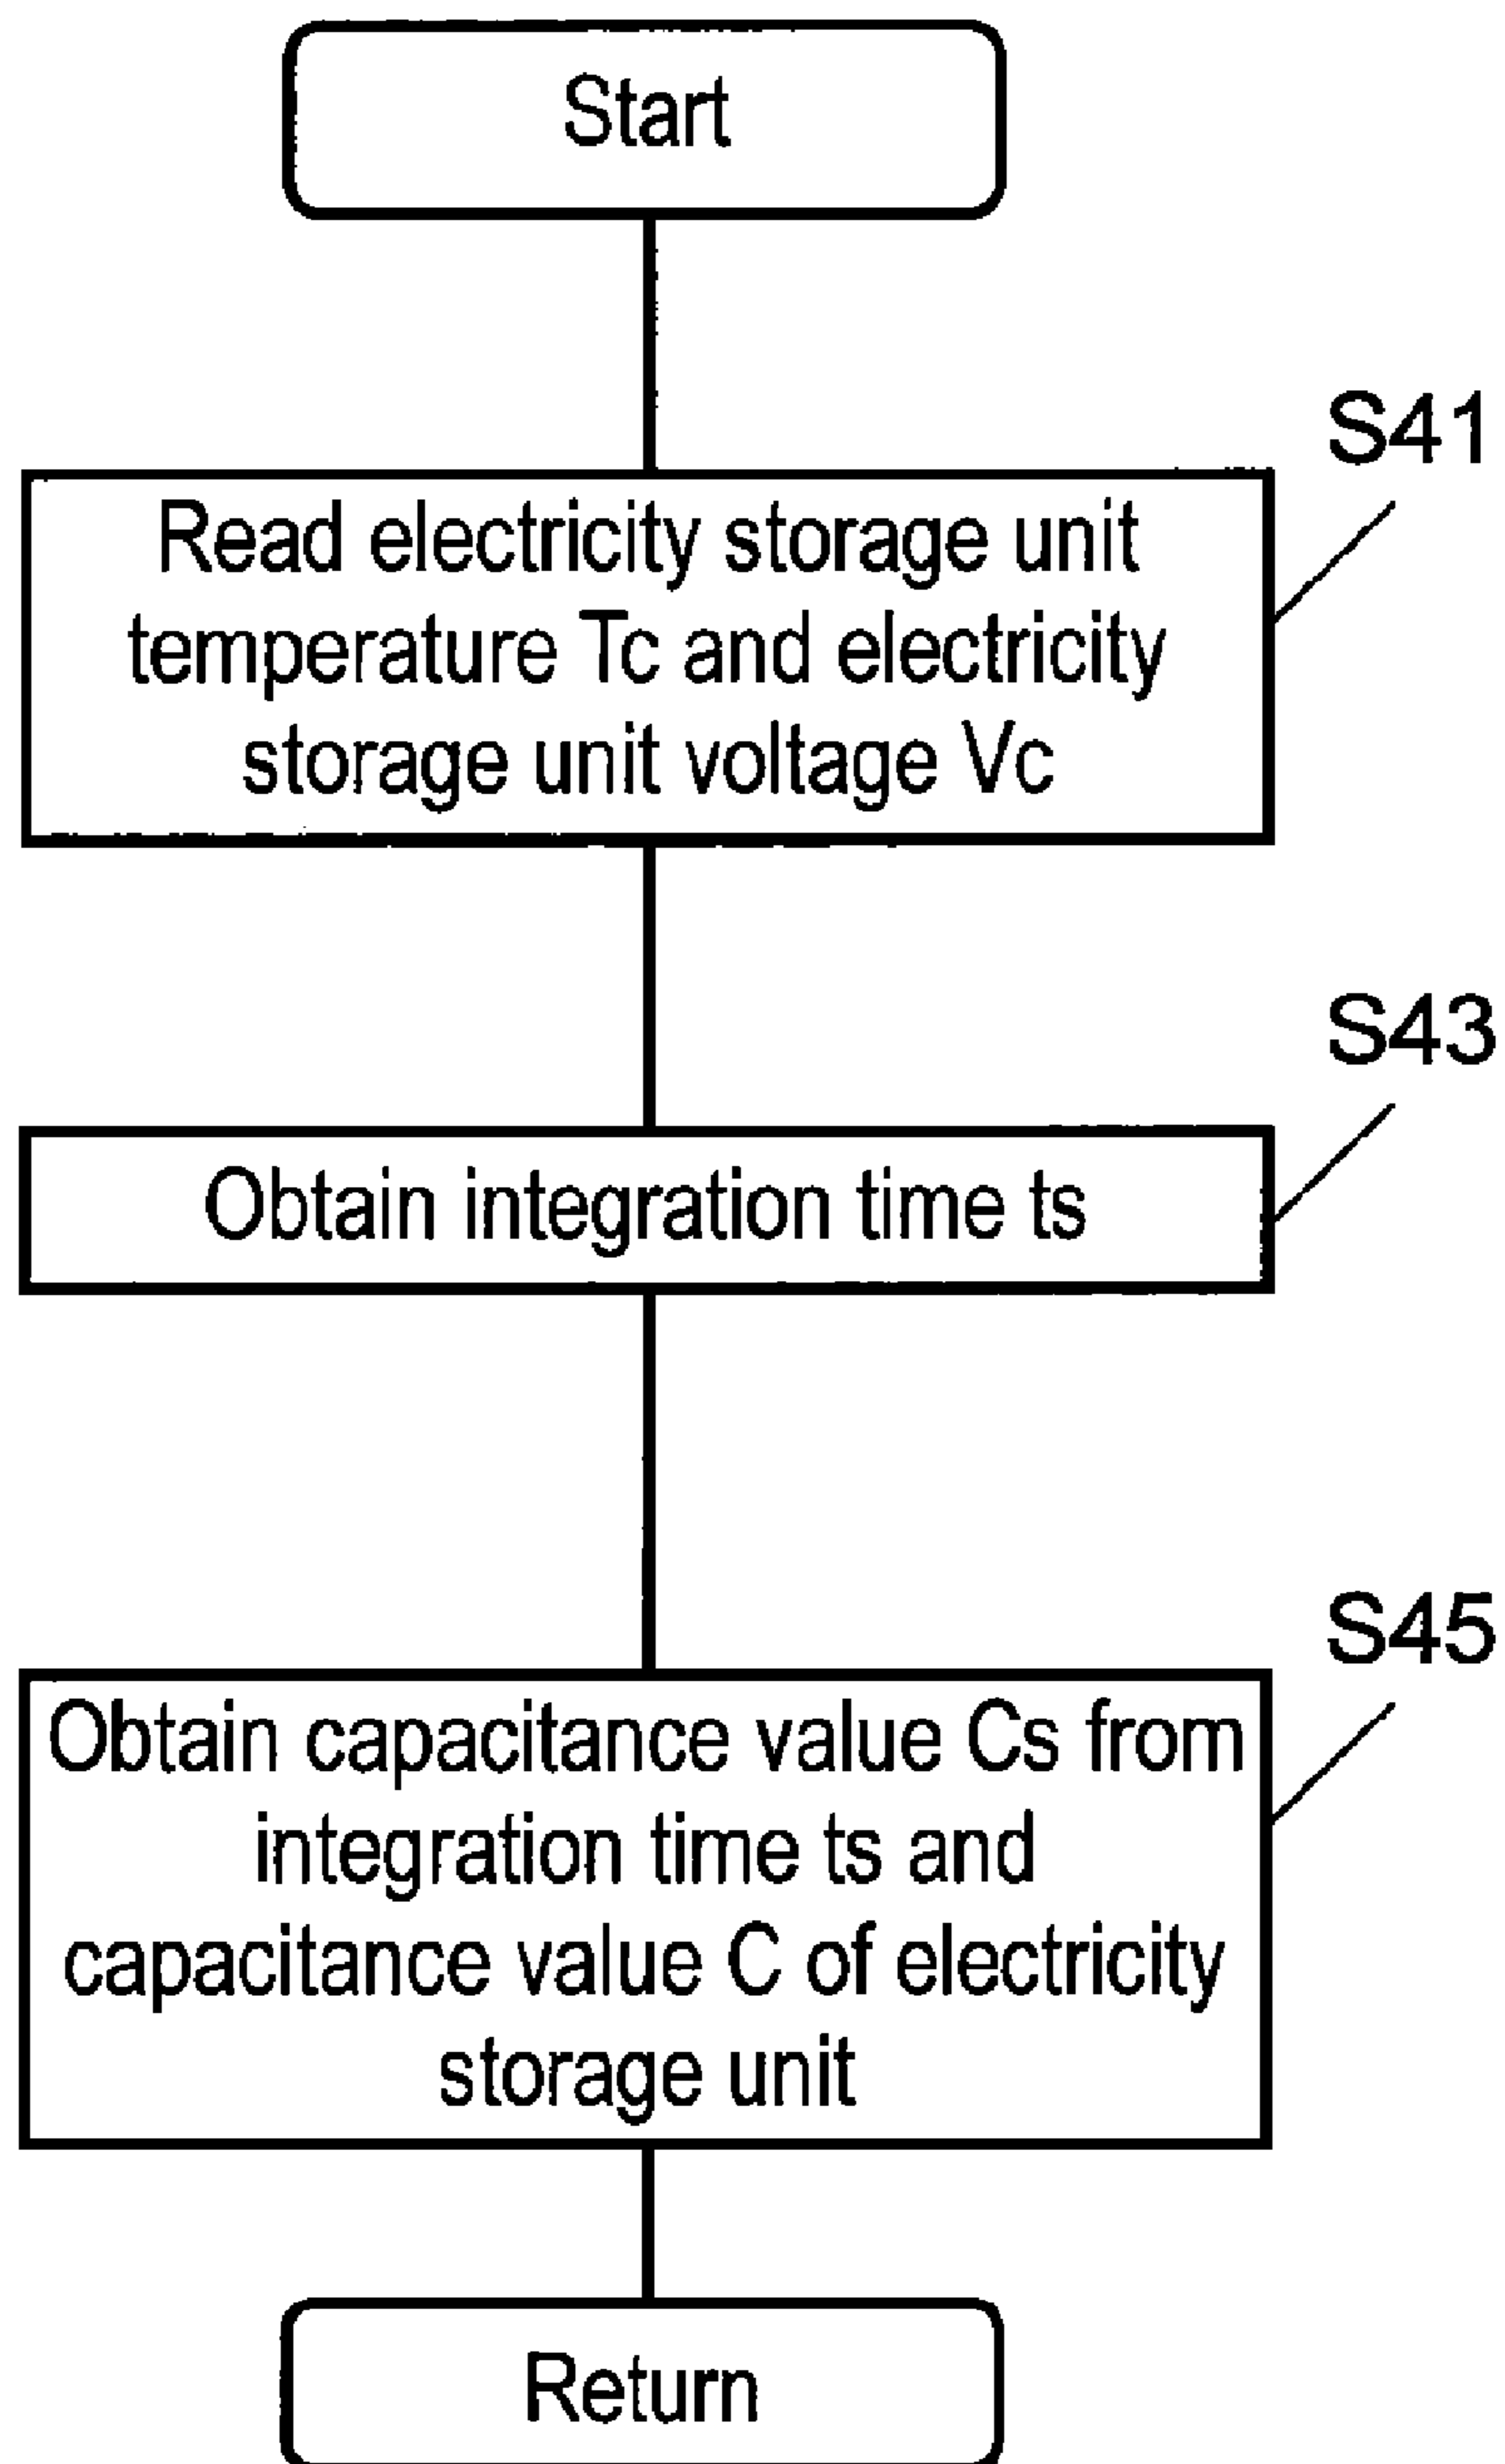 Start
S41
Read electricity storage unit
temperature Tc and electricity
storage unit voltage Vc
S43
Obtain integration time ts
S45
Obtain capacitance value Cs from
integration time ts and
capacitance value C of electricity
storage unit
Return